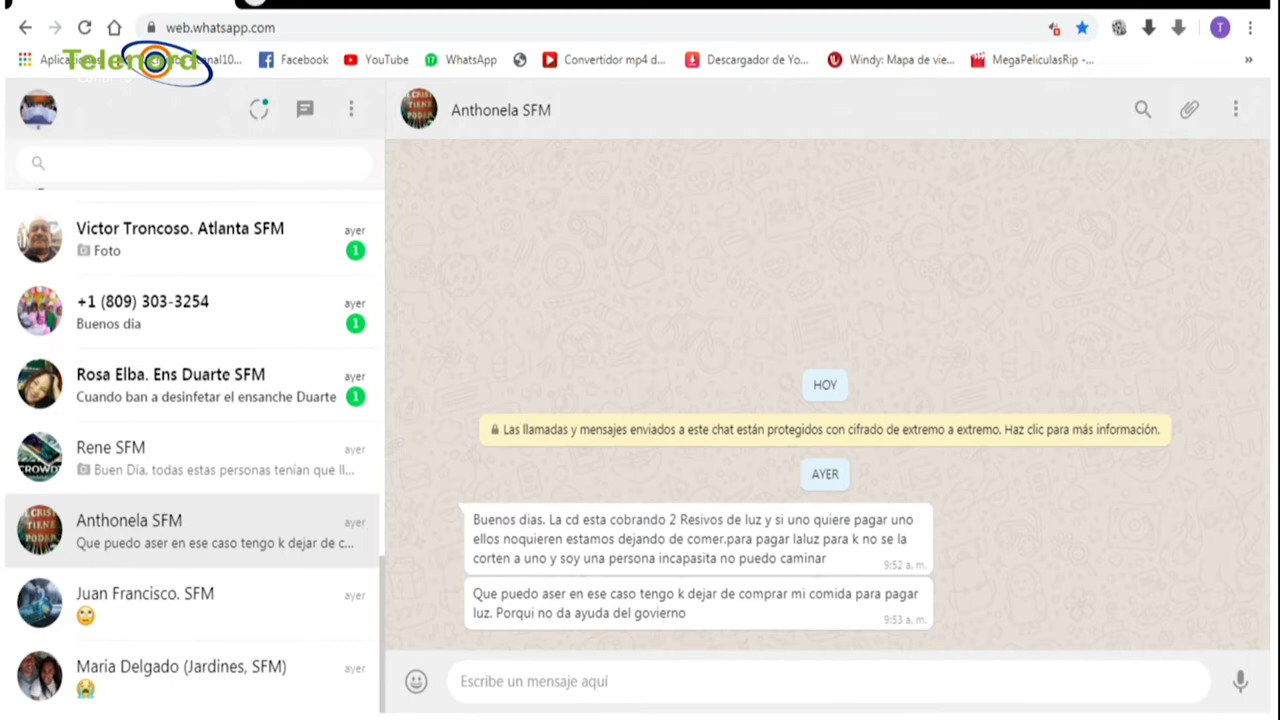 web.whatsapp.com
T
Telenord
Aplicaciones
canal10...
Facebook
YouTube
WhatsApp
Convertidor mp4 d...
Descargador de Yo...
Windy: Mapa de vie...
MegaPeliculasRip -...
»
Anthonela SFM
Victor Troncoso. Atlanta SFM
ayer
Foto
1
+1 (809) 303-3254
ayer
Buenos dia
1
Rosa Elba. Ens Duarte SFM
ayer
Cuando ban a desinfetar el ensanche Duarte
1
Rene SFM
ayer
CROWD
Buen Día, todas estas personas tenían que ll...
Anthonela SFM
ayer
Que puedo aser en ese caso tengo k dejar de c...
Juan Francisco. SFM
ayer
Maria Delgado (Jardines, SFM)
ayer
CRIST
TIENE
PODER
HOY
Las llamadas y mensajes enviados a este chat están protegidos con cifrado de extremo a extremo. Haz clic para más información.
AYER
Buenos dias. La cd esta cobrando 2 Resivos de luz y si uno quiere pagar uno
ellos noquieren estamos dejando de comer.para pagar laluz para k no se la
corten a uno y soy una persona incapasita no puedo caminar
9:52 a. m.
Que puedo aser en ese caso tengo k dejar de comprar mi comida para pagar
luz. Porqui no da ayuda del govierno
9:53 a. m.
Escribe un mensaje aquí